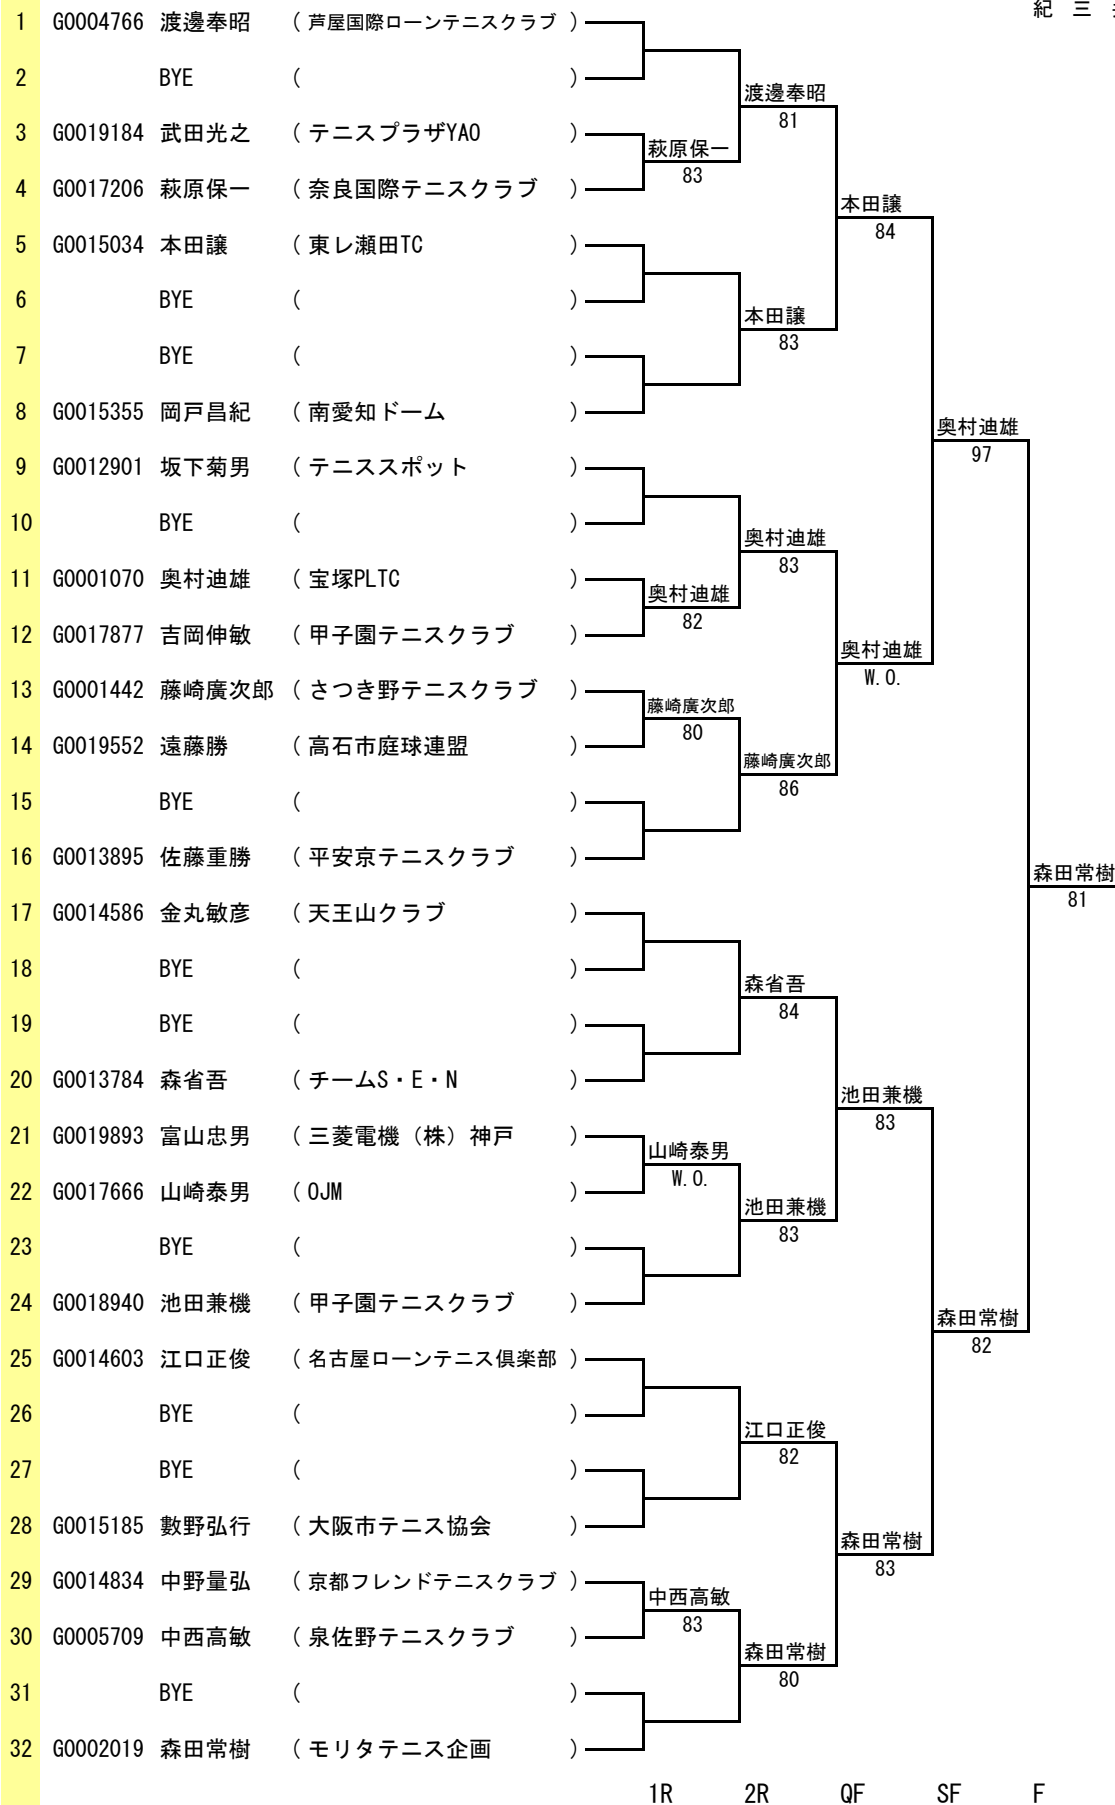 紀 三
1 G0004766 渡邊奉昭 ( 芦屋国際ローンテニスクラブ )
2 BYE ( )
渡邊奉昭
81
3 G0019184 武田光之 ( テニスプラザYAO )
萩原保一
83
4 G0017206 萩原保一 ( 奈良国際テニスクラブ )
本田譲
84
5 G0015034 本田譲 ( 東レ瀬田TC )
6 BYE ( )
本田譲
83
7 BYE ( )
8 G0015355 岡戸昌紀 ( 南愛知ドーム )
奥村迪雄
97
9 G0012901 坂下菊男 ( テニススポット )
10 BYE ( )
奥村迪雄
83
11 G0001070 奥村迪雄 ( 宝塚PLTC )
奥村迪雄
82
12 G0017877 吉岡伸敏 ( 甲子園テニスクラブ )
奥村迪雄
W.O.
13 G0001442 藤崎廣次郎 ( さつき野テニスクラブ )
藤崎廣次郎
80
14 G0019552 遠藤勝 ( 高石市庭球連盟 )
藤崎廣次郎
86
15 BYE ( )
16 G0013895 佐藤重勝 ( 平安京テニスクラブ )
森田常樹
81
17 G0014586 金丸敏彦 ( 天王山クラブ )
18 BYE ( )
森省吾
84
19 BYE ( )
20 G0013784 森省吾 ( チームS・E・N )
池田兼機
83
21 G0019893 富山忠男 ( 三菱電機（株）神戸 )
山崎泰男
W.O.
22 G0017666 山崎泰男 ( OJM )
池田兼機
83
23 BYE ( )
24 G0018940 池田兼機 ( 甲子園テニスクラブ )
森田常樹
82
25 G0014603 江口正俊 ( 名古屋ローンテニス倶楽部 )
26 BYE ( )
江口正俊
82
27 BYE ( )
28 G0015185 數野弘行 ( 大阪市テニス協会 )
森田常樹
83
29 G0014834 中野量弘 ( 京都フレンドテニスクラブ )
中西高敏
83
30 G0005709 中西高敏 ( 泉佐野テニスクラブ )
森田常樹
80
31 BYE ( )
32 G0002019 森田常樹 ( モリタテニス企画 )
1R 2R QF SF F